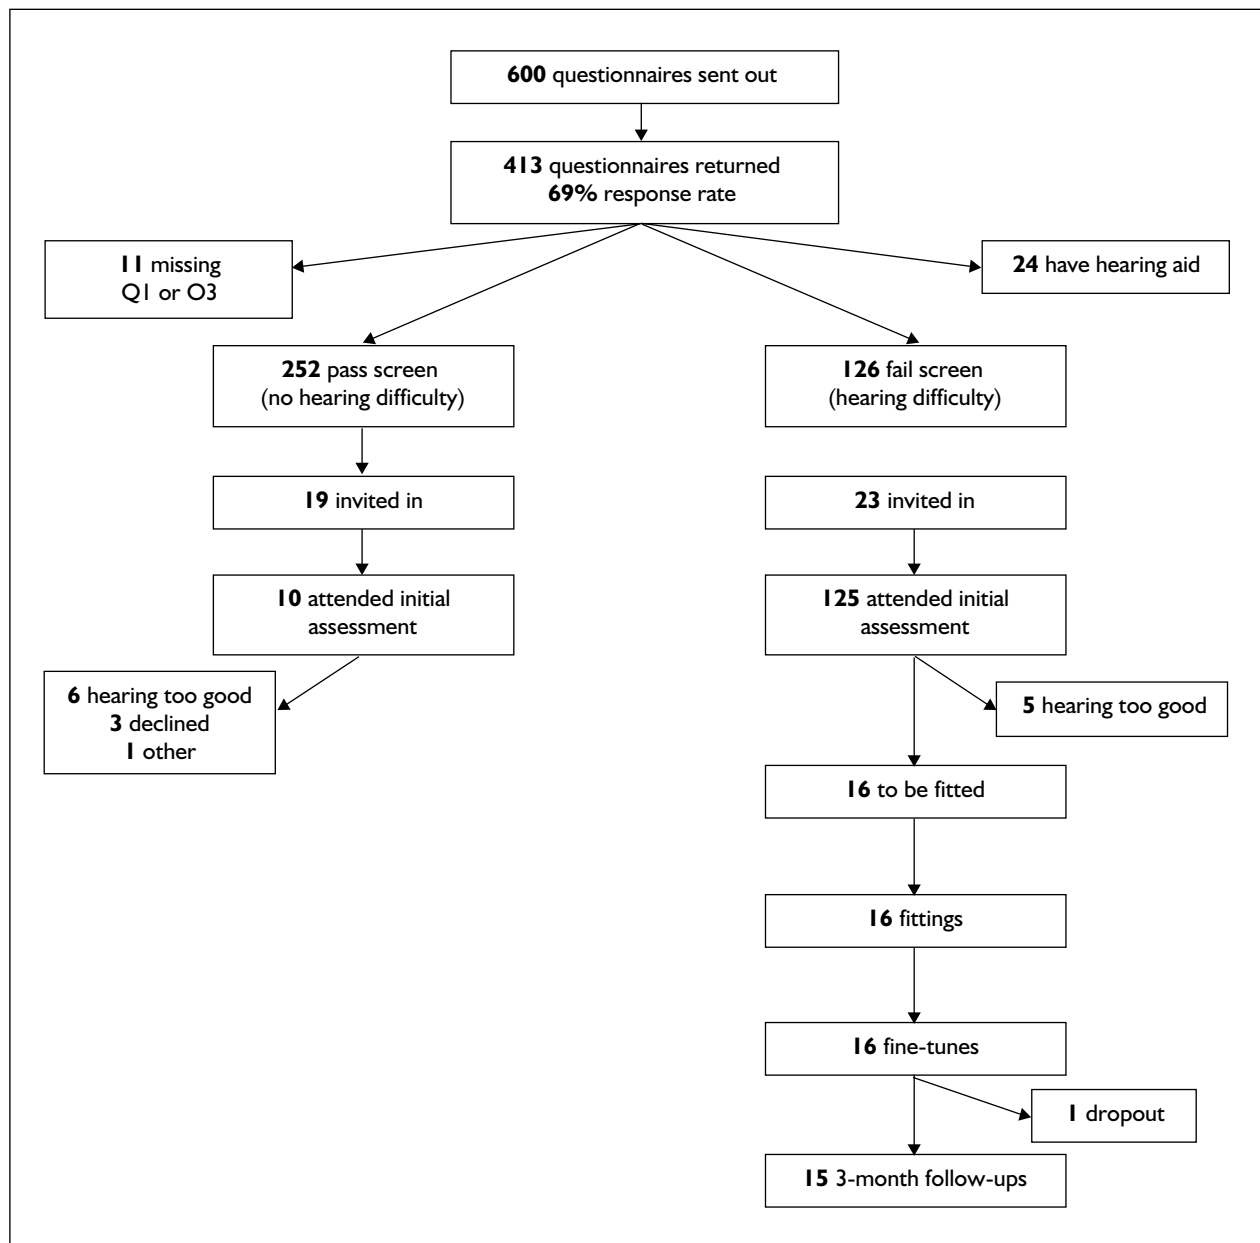 600 questionnaires sent out
413 questionnaires returned
69% response rate
11 missing
Q1 or O3
24 have hearing aid
252 pass screen
(no hearing difficulty)
126 fail screen
(hearing difficulty)
19 invited in
23 invited in
10 attended initial
assessment
125 attended initial
assessment
6 hearing too good
3 declined
1 other
5 hearing too good
16 to be fitted
16 fittings
16 fine-tunes
1 dropout
15 3-month follow-ups